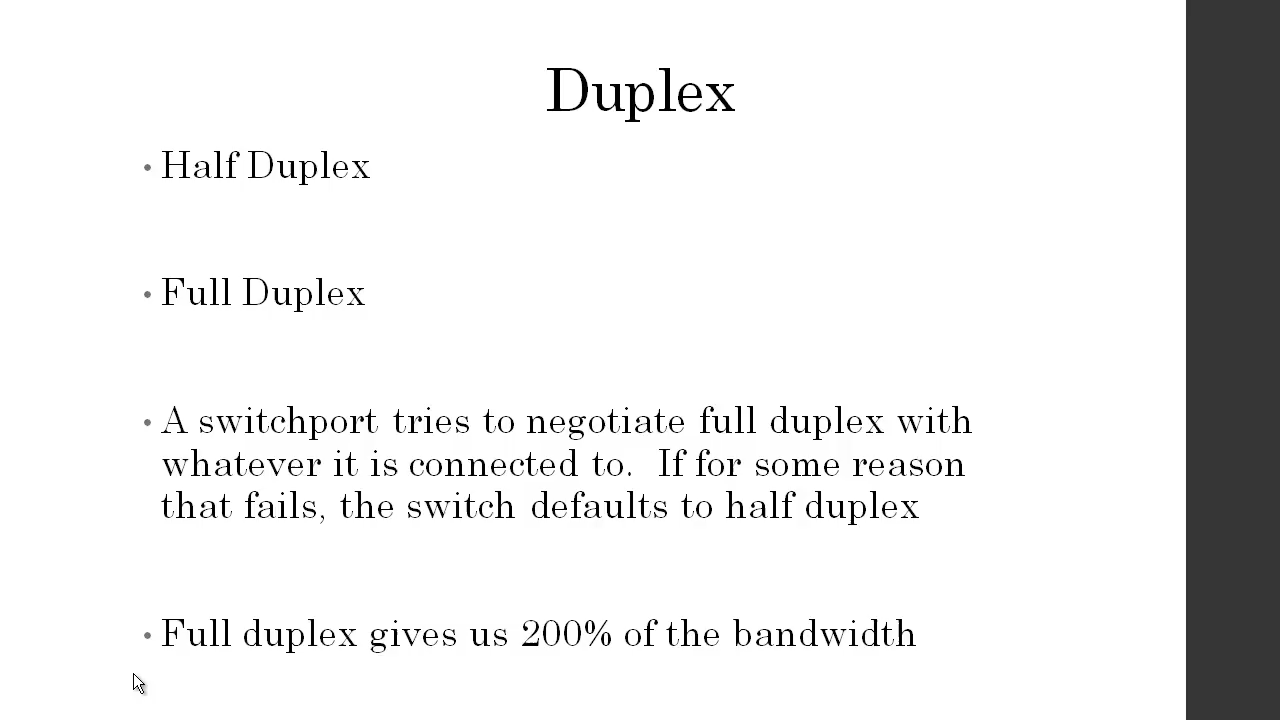 Duplex
• Half Duplex
• Full Duplex
• A switchport tries to negotiate full duplex with
whatever it is connected to.  If for some reason
that fails, the switch defaults to half duplex
• Full duplex gives us 200% of the bandwidth